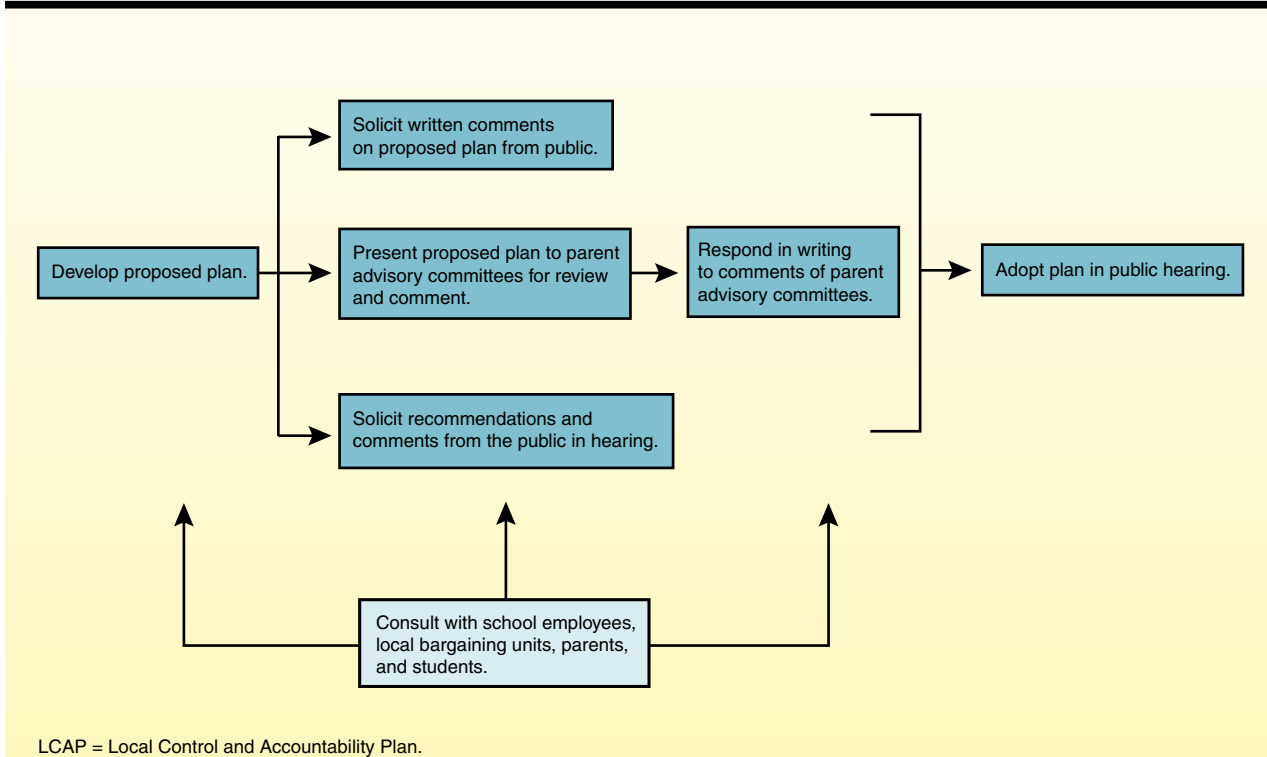 Solicit written comments
on proposed plan from public.
Develop proposed plan.
Present proposed plan to parent
advisory committees for review
and comment.
Respond in writing
to comments of parent
advisory committees.
Adopt plan in public hearing.
Solicit recommendations and
comments from the public in hearing.
Consult with school employees,
local bargaining units, parents,
and students.
LCAP = Local Control and Accountability Plan.